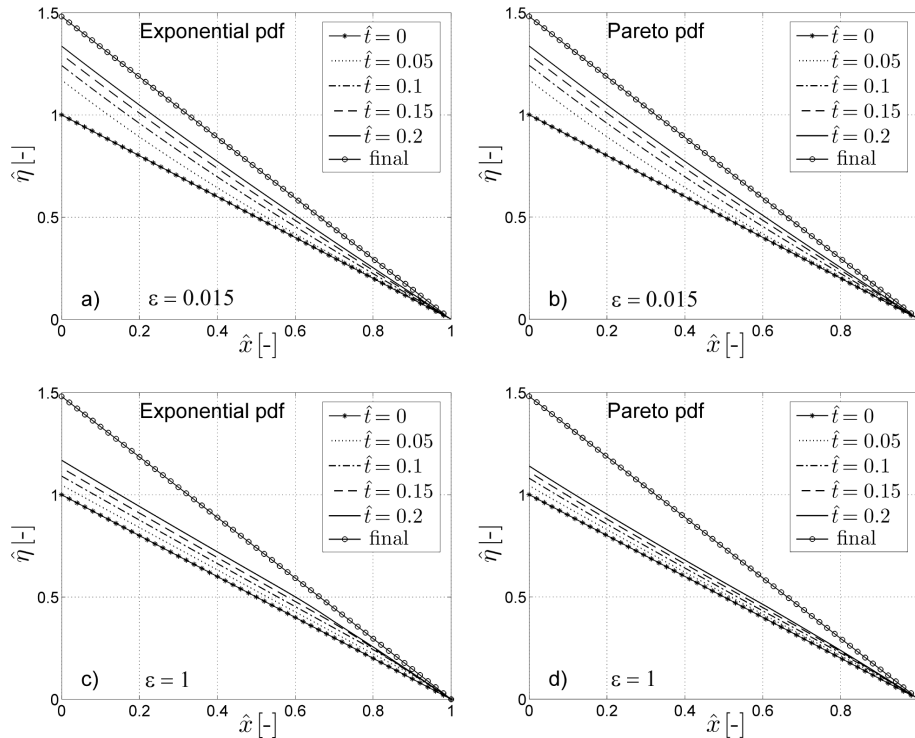 Exponential pdf
t̂ = 0
t̂ = 0.05
t̂ = 0.1
t̂ = 0.15
t̂ = 0.2
final
1.5
1
0.5
0
η̂ [-]
a) ε = 0.015
0 0.2 0.4 0.6 0.8 1
x̂ [-]
Pareto pdf
t̂ = 0
t̂ = 0.05
t̂ = 0.1
t̂ = 0.15
t̂ = 0.2
final
1.5
1
0.5
0
η̂ [-]
b) ε = 0.015
0 0.2 0.4 0.6 0.8
x̂ [-]
Exponential pdf
t̂ = 0
t̂ = 0.05
t̂ = 0.1
t̂ = 0.15
t̂ = 0.2
final
1.5
1
0.5
0
η̂ [-]
c) ε = 1
0 0.2 0.4 0.6 0.8 1
x̂ [-]
Pareto pdf
t̂ = 0
t̂ = 0.05
t̂ = 0.1
t̂ = 0.15
t̂ = 0.2
final
1.5
1
0.5
0
η̂ [-]
d) ε = 1
0 0.2 0.4 0.6 0.8
x̂ [-]